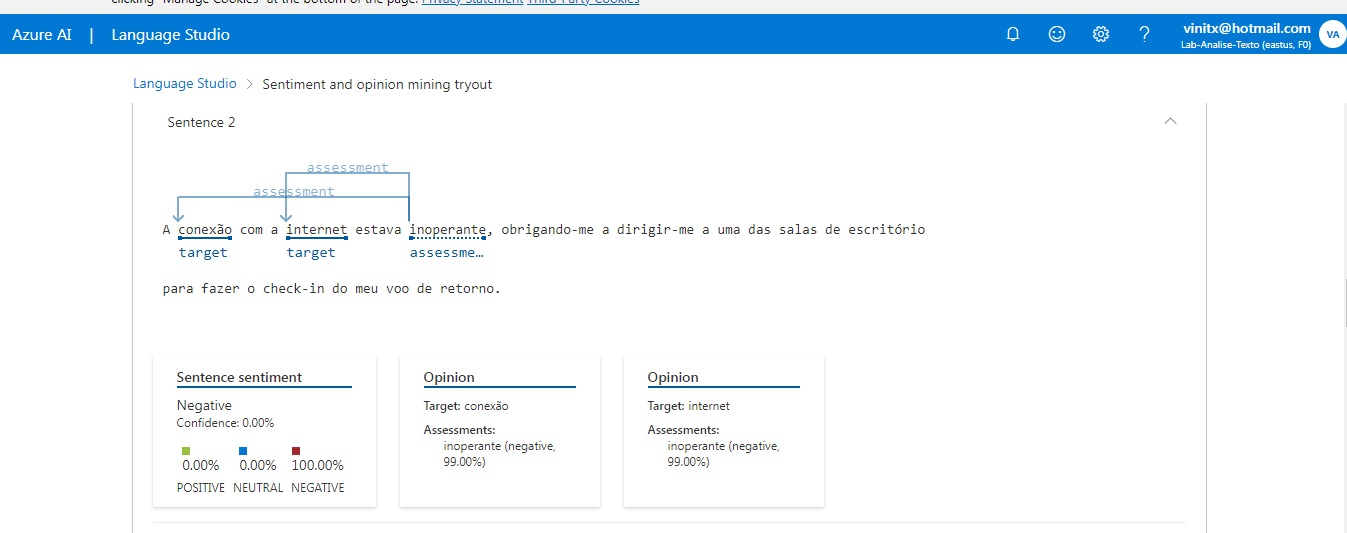 clicking "Manage Cookies" at the bottom of the page. Privacy Statement Third-Party Cookies
Azure AI | Language Studio
vinitx@hotmail.com
Lab-Analise-Texto (eastus, F0)
VA
Language Studio > Sentiment and opinion mining tryout
Sentence 2
assessment
assessment
A conexão com a internet estava inoperante, obrigando-me a dirigir-me a uma das salas de escritório
target target assessme…
para fazer o check-in do meu voo de retorno.
Sentence sentiment
Negative
Confidence: 0.00%
0.00% 0.00% 100.00%
POSITIVE NEUTRAL NEGATIVE
Opinion
Target: conexão
Assessments:
inoperante (negative,
99.00%)
Opinion
Target: internet
Assessments:
inoperante (negative,
99.00%)